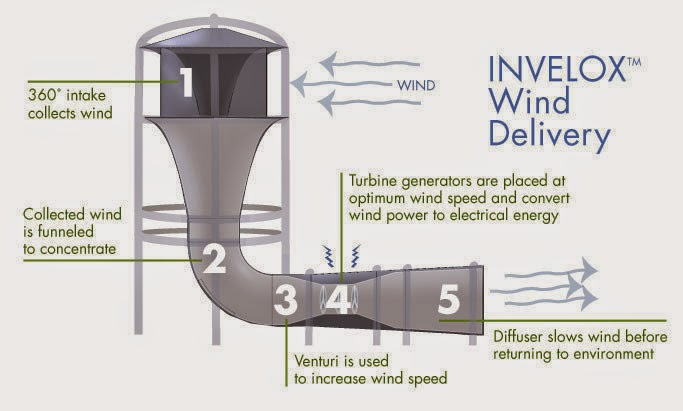 INVELOX™
Wind
Delivery
1
360° intake
collects wind
WIND
Turbine generators are placed at
optimum wind speed and convert
wind power to electrical energy
Collected wind
is funneled
to concentrate
2
3
4
5
Diffuser slows wind before
returning to environment
Venturi is used
to increase wind speed